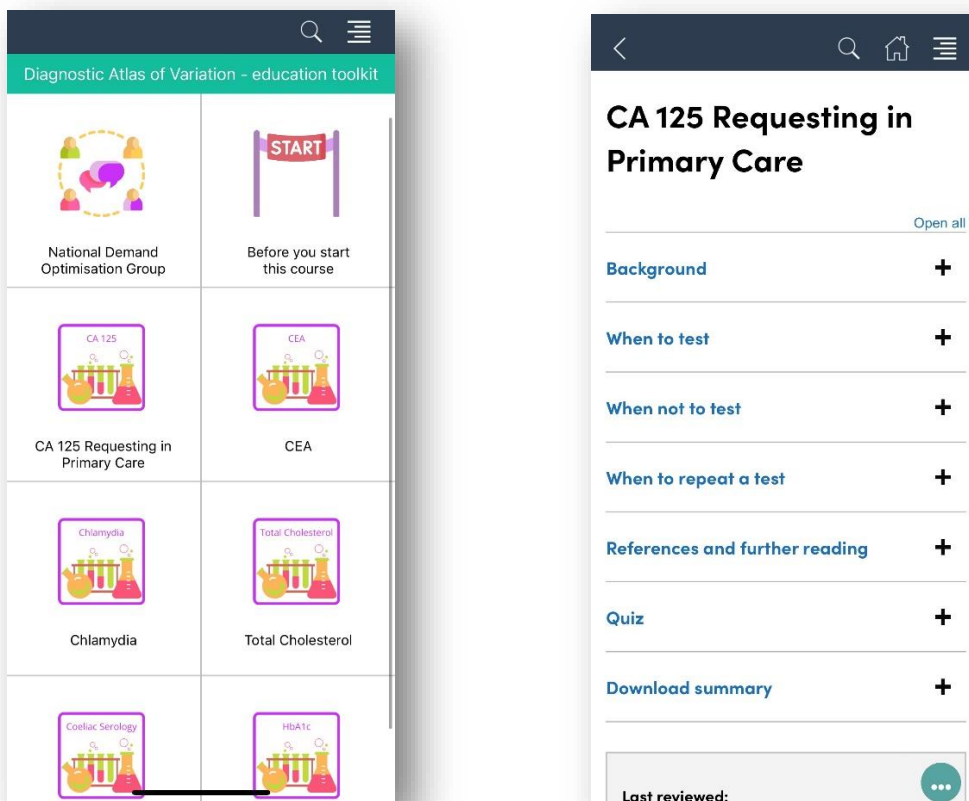 Diagnostic Atlas of Variation - education toolkit
START
National Demand
Optimisation Group
Before you start
this course
CA 125
CEA
CA 125 Requesting in
Primary Care
CEA
Chlamydia
Total Cholesterol
Chlamydia
Total Cholesterol
Coeliac Serology
HbA1c
CA 125 Requesting in
Primary Care
Open all
Background
When to test
When not to test
When to repeat a test
References and further reading
Quiz
Download summary
Last reviewed: